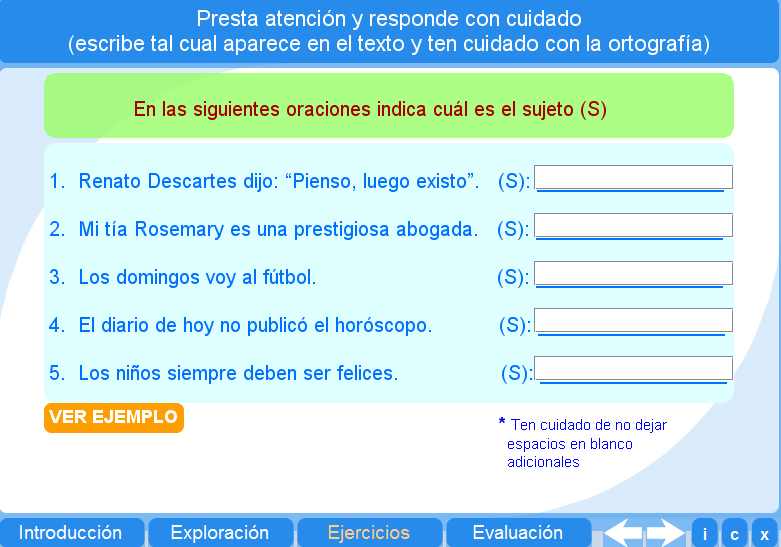 Presta atención y responde con cuidado
(escribe tal cual aparece en el texto y ten cuidado con la ortografía)
En las siguientes oraciones indica cuál es el sujeto (S)
1. Renato Descartes dijo: “Pienso, luego existo”. (S):
2. Mi tía Rosemary es una prestigiosa abogada. (S):
3. Los domingos voy al fútbol. (S):
4. El diario de hoy no publicó el horóscopo. (S):
5. Los niños siempre deben ser felices. (S):
VER EJEMPLO
* Ten cuidado de no dejar
espacios en blanco
adicionales
Introducción Exploración Ejercicios Evaluación i c x